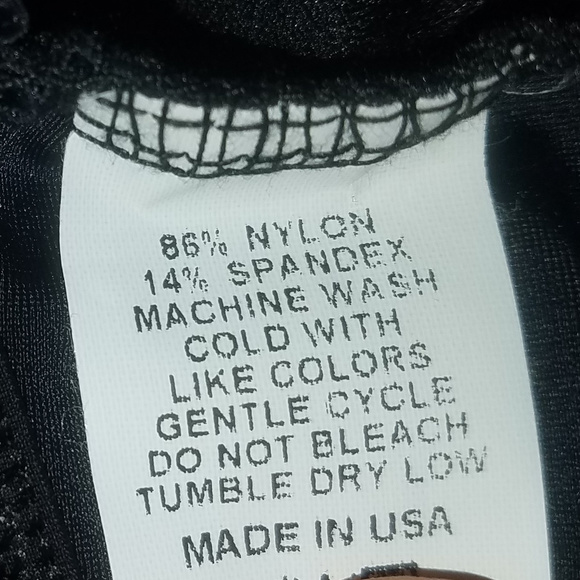 86% NYLON
14% SPANDEX
MACHINE WASH
COLD WITH
LIKE COLORS
GENTLE CYCLE
DO NOT BLEACH
TUMBLE DRY LOW
MADE IN USA